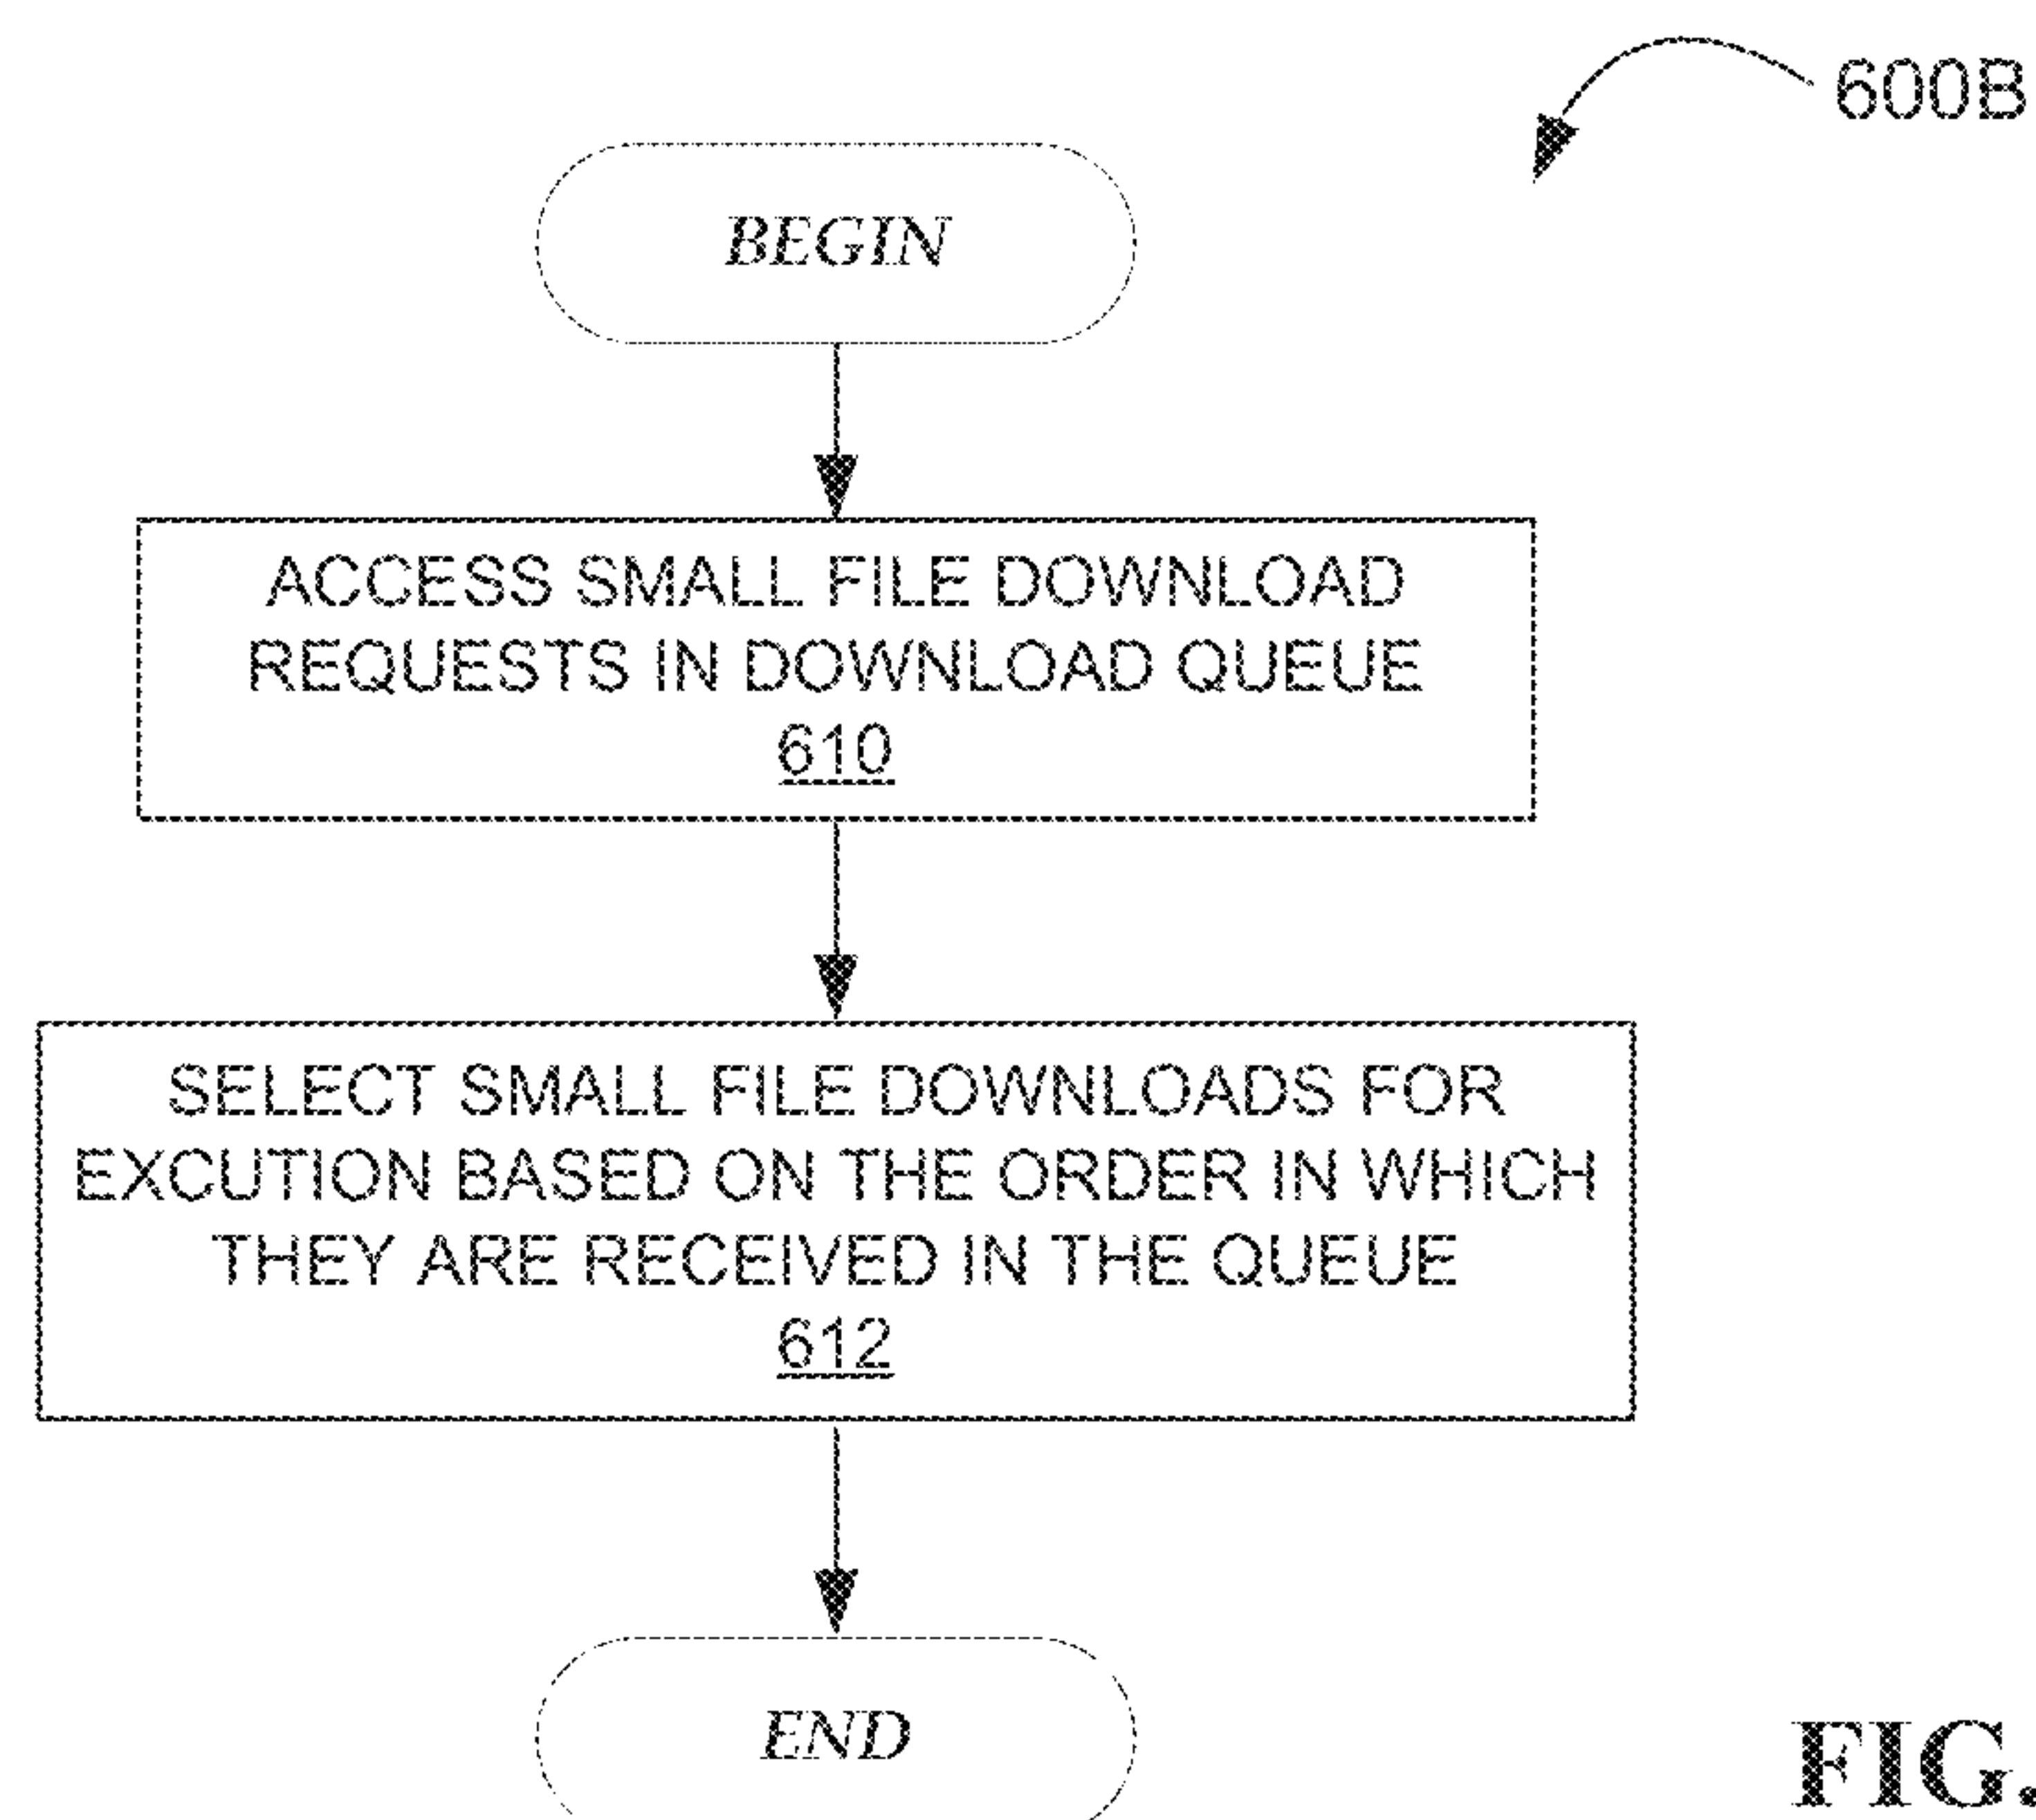 600B
BEGIN
ACCESS SMALL FILE DOWNLOAD
REQUESTS IN DOWNLOAD QUEUE
610
SELECT SMALL FILE DOWNLOADS FOR
EXCUTION BASED ON THE ORDER IN WHICH
THEY ARE RECEIVED IN THE QUEUE
612
END
FIG.